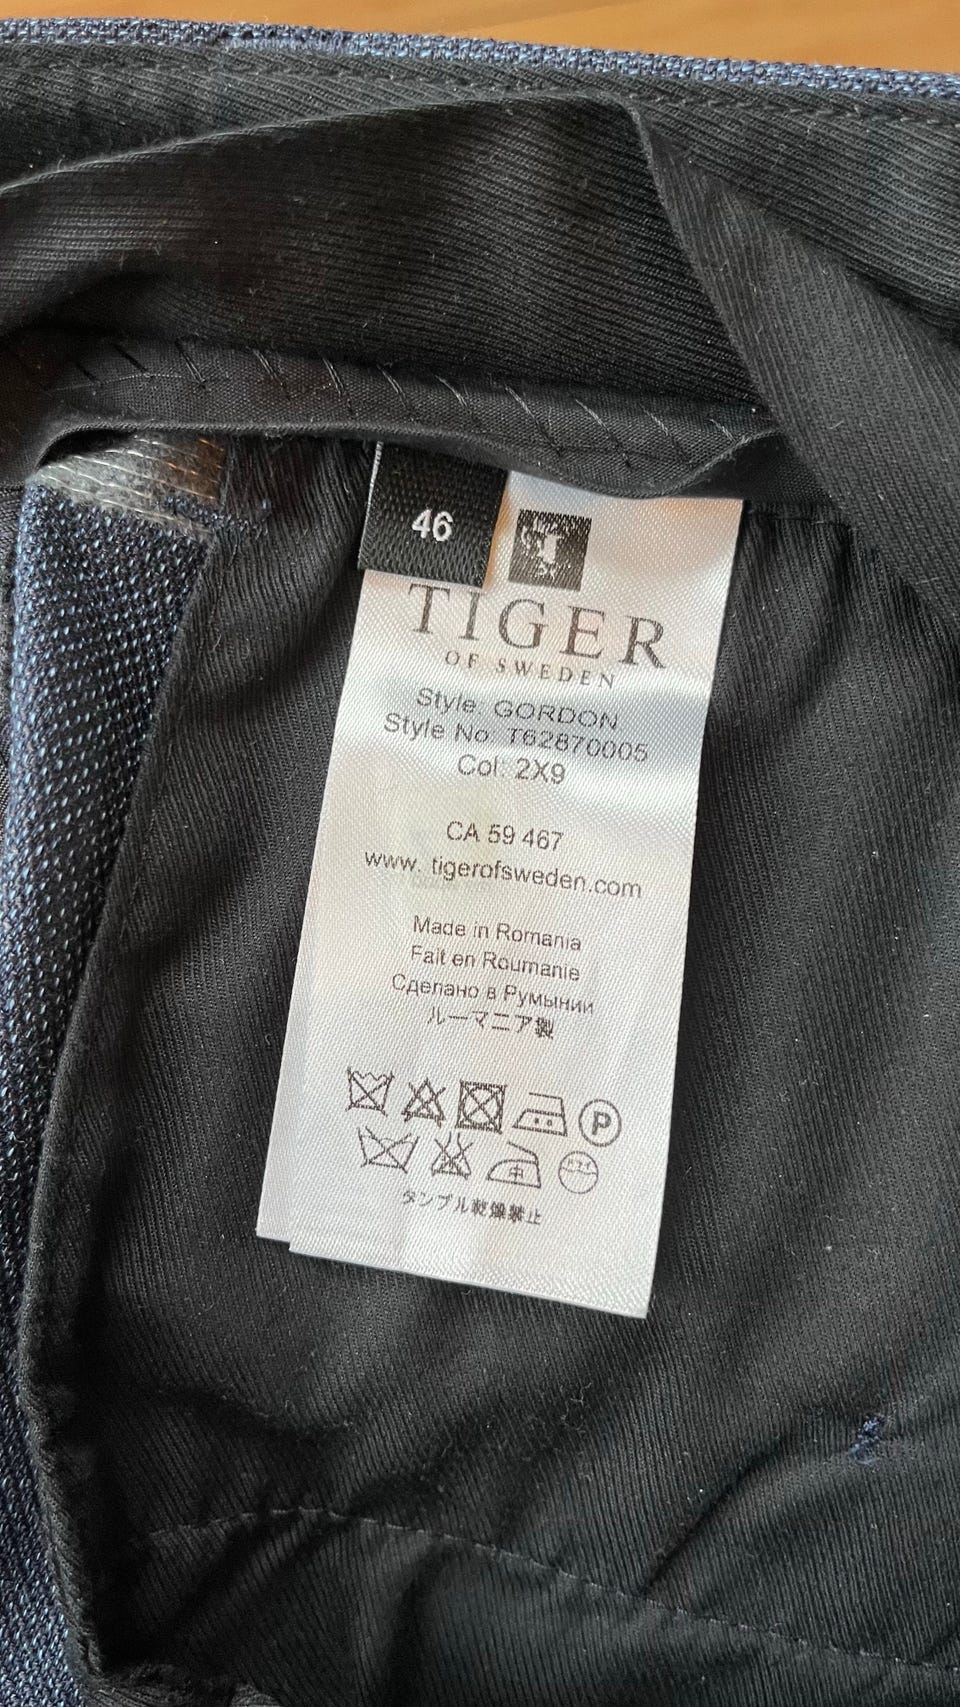 46
TIGER
OF SWEDEN
Style: GORDON
Style No: T62870005
Col: 2X9
CA 59 467
www. tigerofsweden.com
Made in Romania
Fait en Roumanie
Сделано в Румынии
ルーマニア製
P
タンブル乾燥禁止